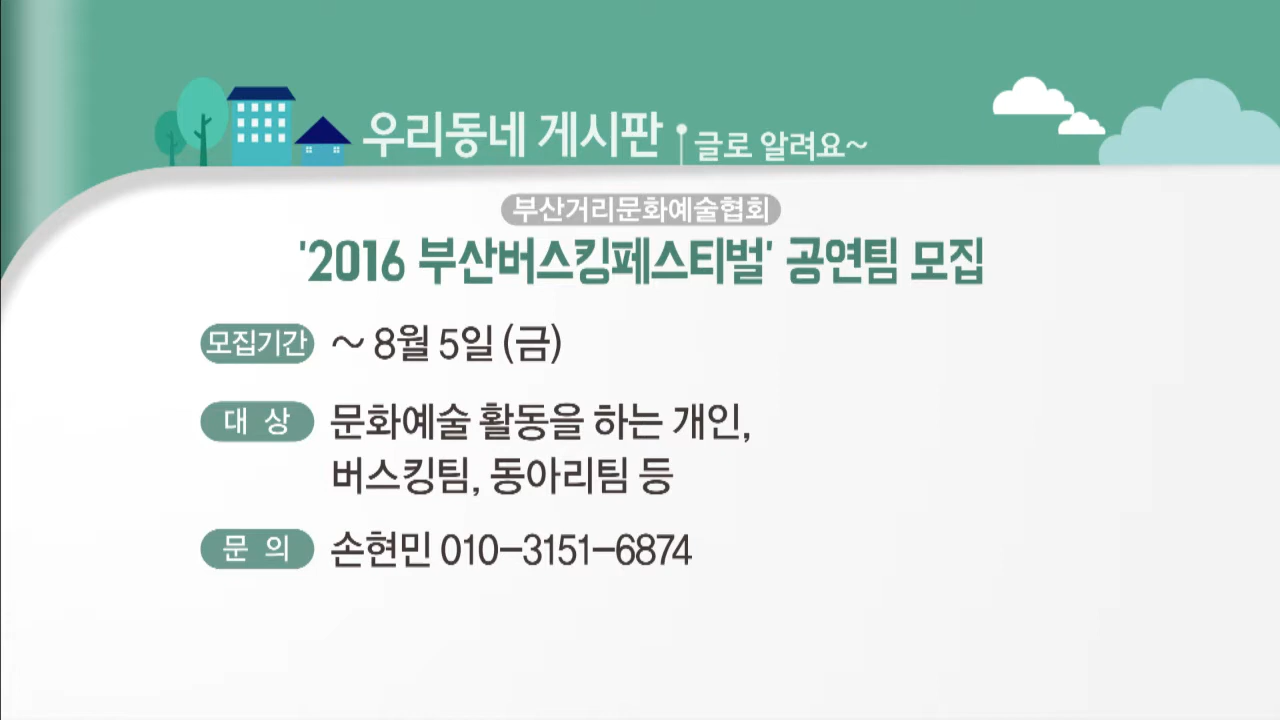 우리동네 게시판 글로 알려요~
부산거리문화예술협회
'2016 부산버스킹페스티벌' 공연팀 모집
모집기간 ~ 8월 5일 (금)
대 상 문화예술 활동을 하는 개인,
버스킹팀, 동아리팀 등
문 의 손현민 010-3151-6874